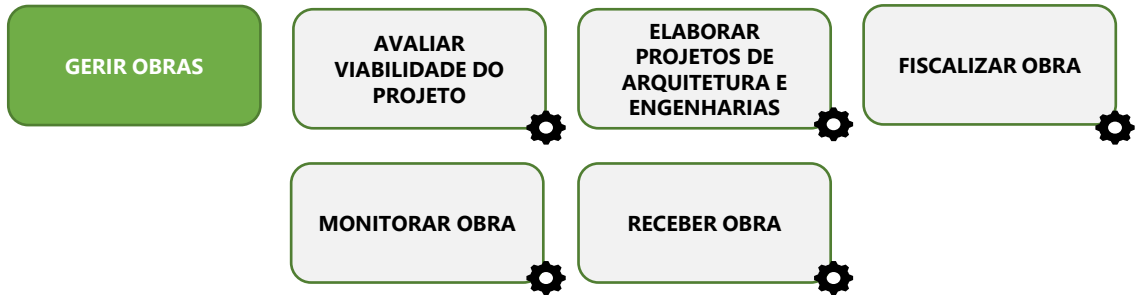 GERIR OBRAS
AVALIAR
VIABILIDADE DO
PROJETO
ELABORAR
PROJETOS DE
ARQUITETURA E
ENGENHARIAS
FISCALIZAR OBRA
MONITORAR OBRA
RECEBER OBRA